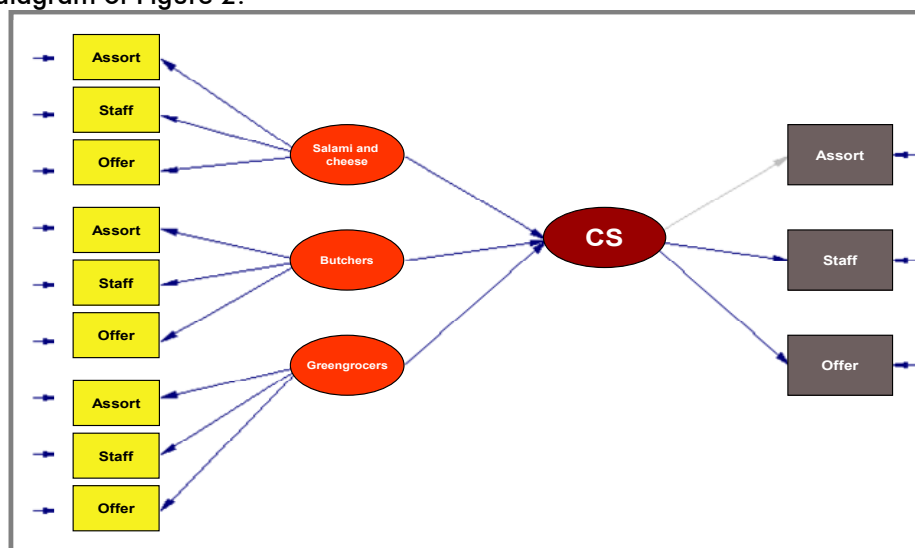 diagram of Figure 2.
Assort
Staff
Offer
Assort
Staff
Offer
Assort
Staff
Offer
Salami and
cheese
Butchers
Greengrocers
CS
Assort
Staff
Offer